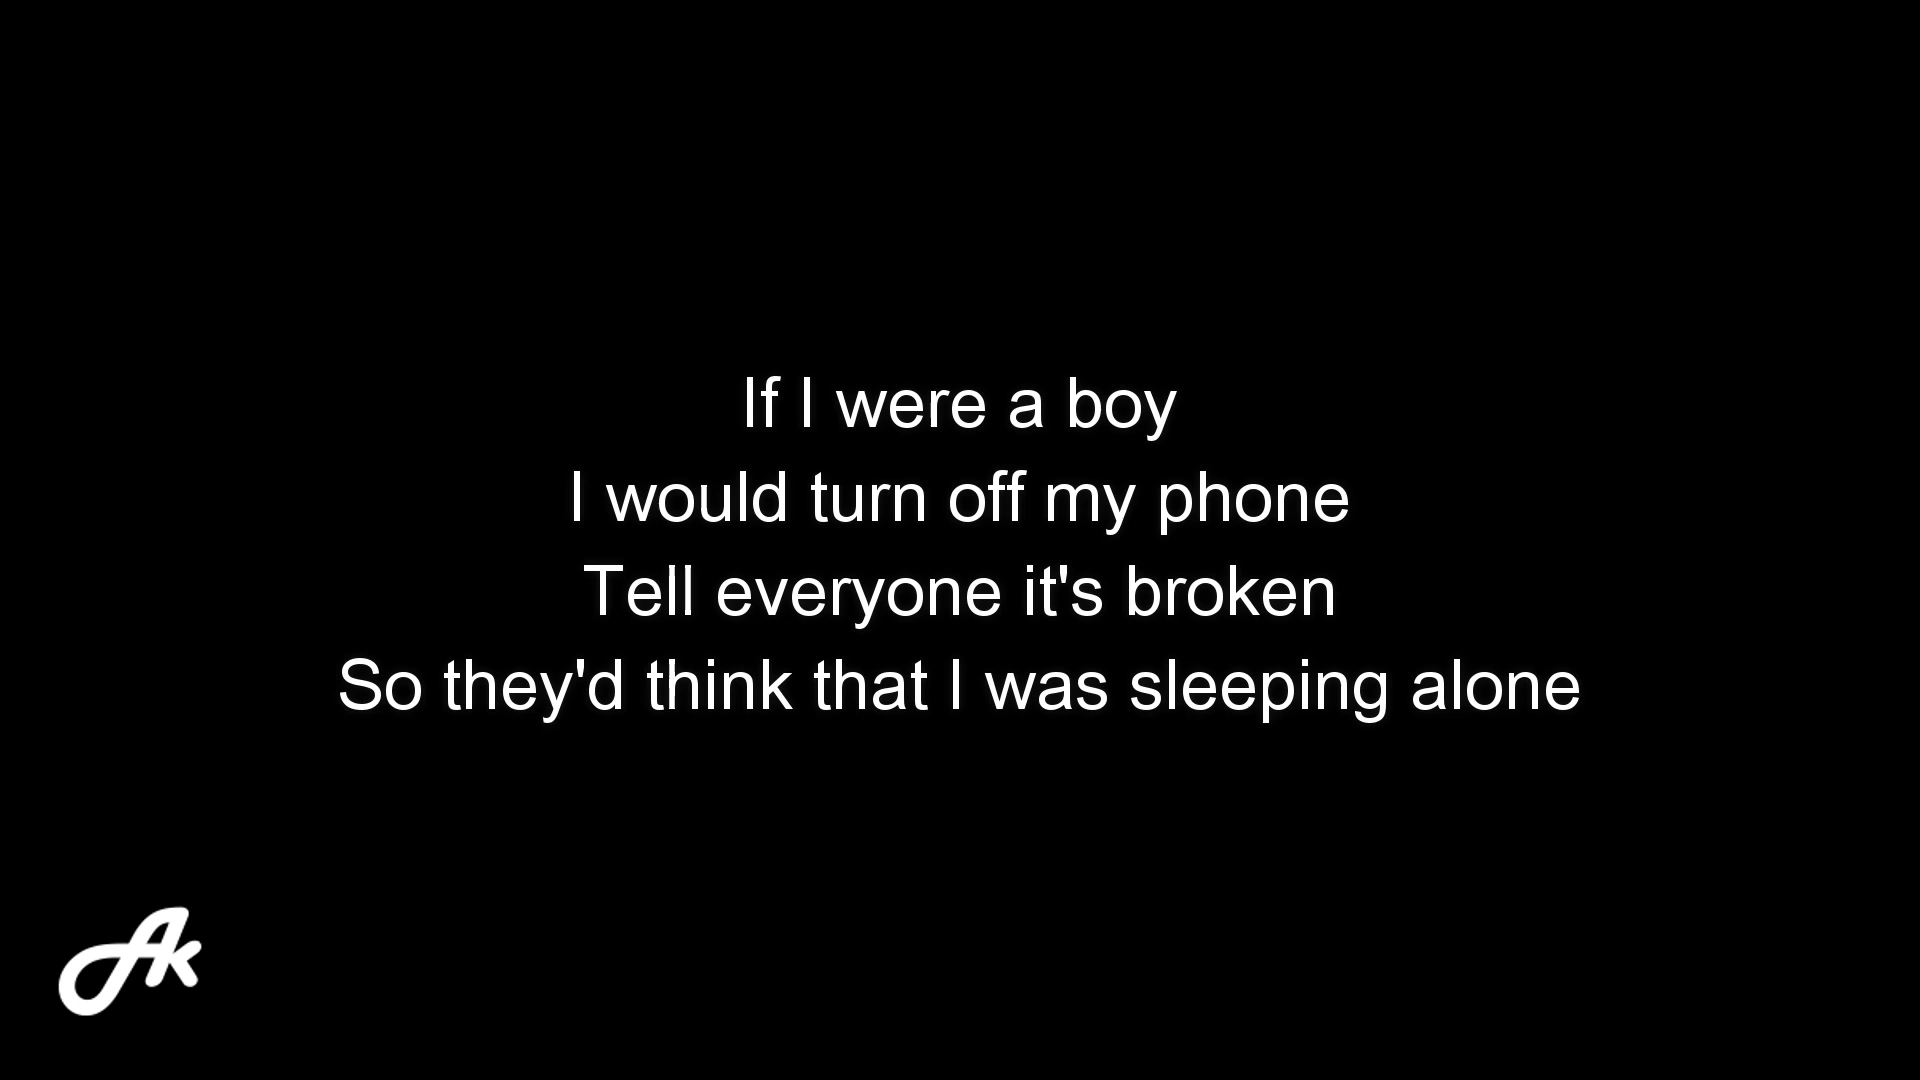 If I were a boy
I would turn off my phone
Tell everyone it's broken
So they'd think that I was sleeping alone
Ak